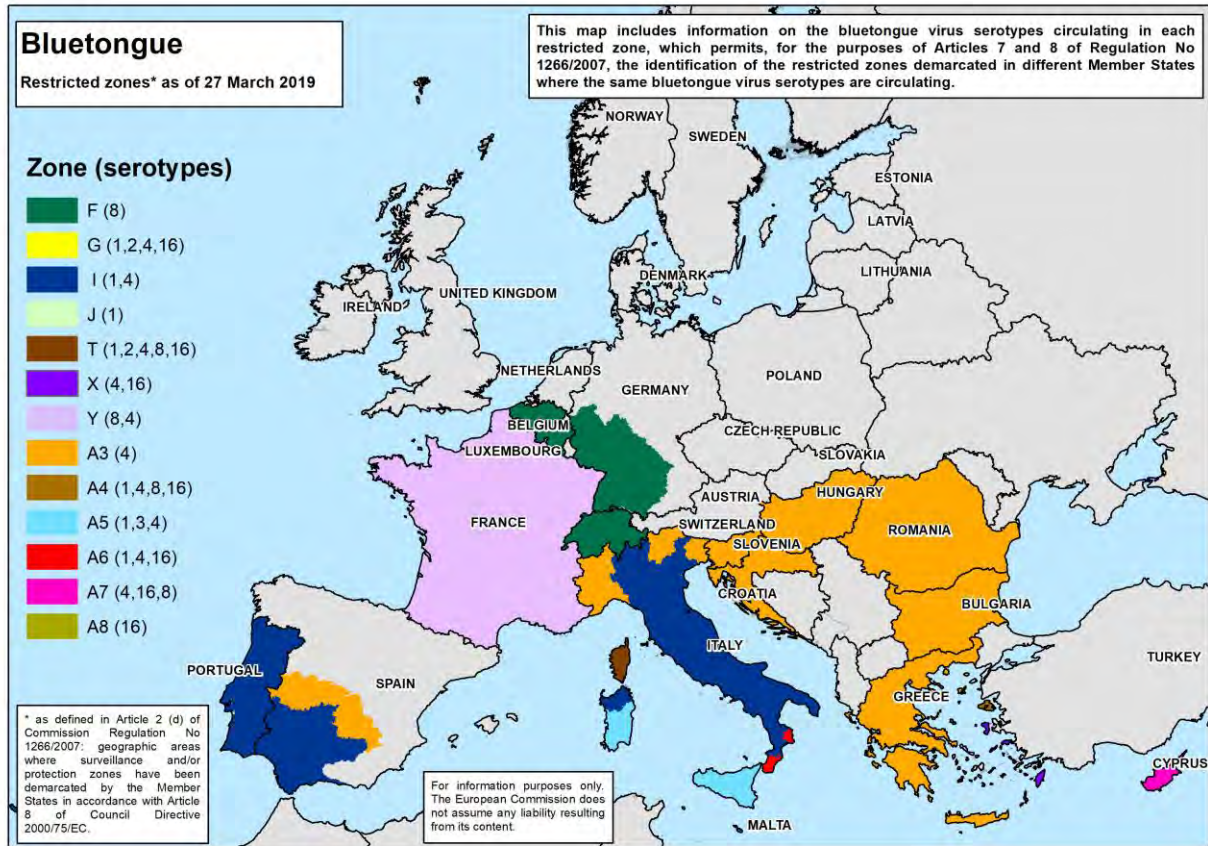 Bluetongue
Restricted zones* as of 27 March 2019
This map includes information on the bluetongue virus serotypes circulating in each
restricted zone, which permits, for the purposes of Articles 7 and 8 of Regulation No
1266/2007, the identification of the restricted zones demarcated in different Member States
where the same bluetongue virus serotypes are circulating.
Zone (serotypes)
F (8)
G (1,2,4,16)
I (1,4)
J (1)
T (1,2,4,8,16)
X (4,16)
Y (8,4)
A3 (4)
A4 (1,4,8,16)
A5 (1,3,4)
A6 (1,4,16)
A7 (4,16,8)
A8 (16)
NORWAY
SWEDEN
ESTONIA
LATVIA
LITHUANIA
DENMARK
UNITED KINGDOM
IRELAND
NETHERLANDS
GERMANY
POLAND
BELGIUM
CZECH REPUBLIC
LUXEMBOURG
SLOVAKIA
AUSTRIA
HUNGARY
FRANCE
SWITZERLAND
ROMANIA
SLOVENIA
CROATIA
BULGARIA
ITALY
PORTUGAL
SPAIN
TURKEY
GREECE
CYPRUS
MALTA
* as defined in Article 2 (d) of
Commission Regulation No
1266/2007: geographic areas
where surveillance and/or
protection zones have been
demarcated by the Member
States in accordance with Article
8 of Council Directive
2000/75/EC.
For information purposes only.
The European Commission does
not assume any liability resulting
from its content.